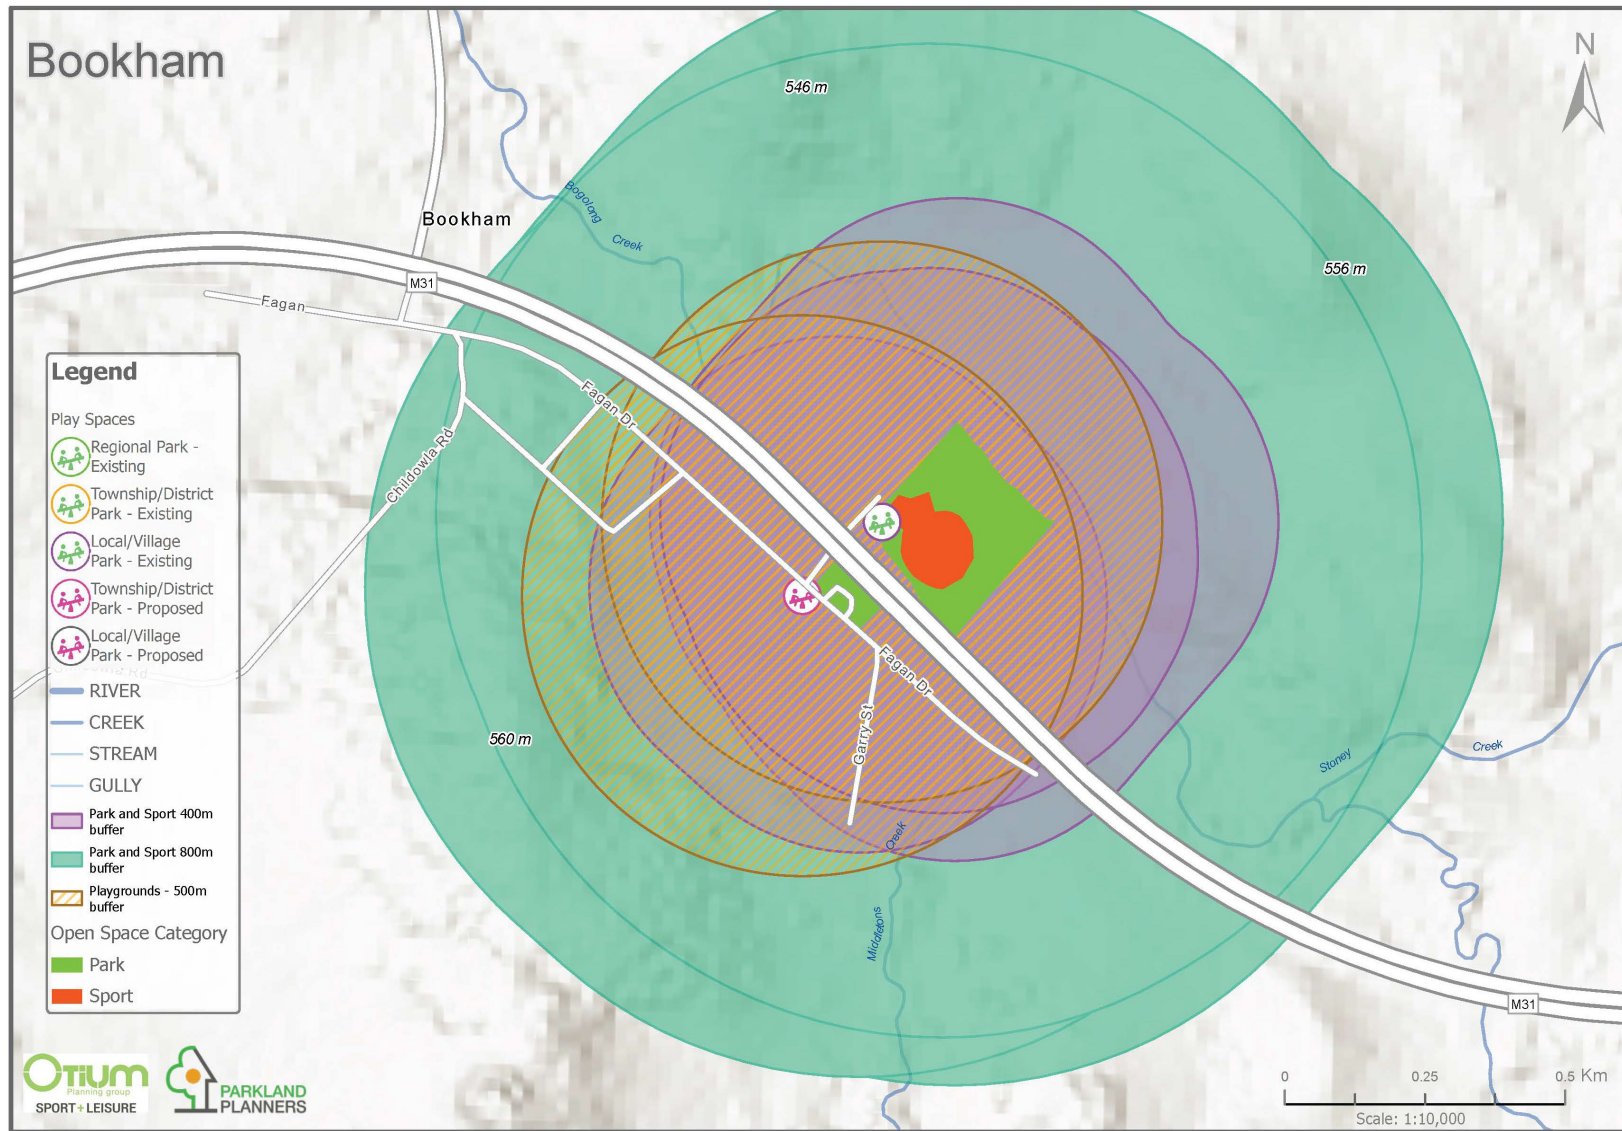 Bookham
N
546 m
Bogolong
Creek
Bookham
556 m
M31
Fagan
Fagan Dr
Childowla Rd
Legend
Play Spaces
Regional Park -
Existing
Township/District
Park - Existing
Local/Village
Park - Existing
Township/District
Park - Proposed
Local/Village
Park - Proposed
RIVER
CREEK
STREAM
GULLY
Park and Sport 400m
buffer
Park and Sport 800m
buffer
Playgrounds - 500m
buffer
Open Space Category
Park
Sport
Fagan Dr
Garry St
560 m
Creek
Middletons
Stoney
Creek
M31
OTIUM
Planning group
SPORT+LEISURE
PARKLAND
PLANNERS
0 0.25 0.5 Km
Scale: 1:10,000